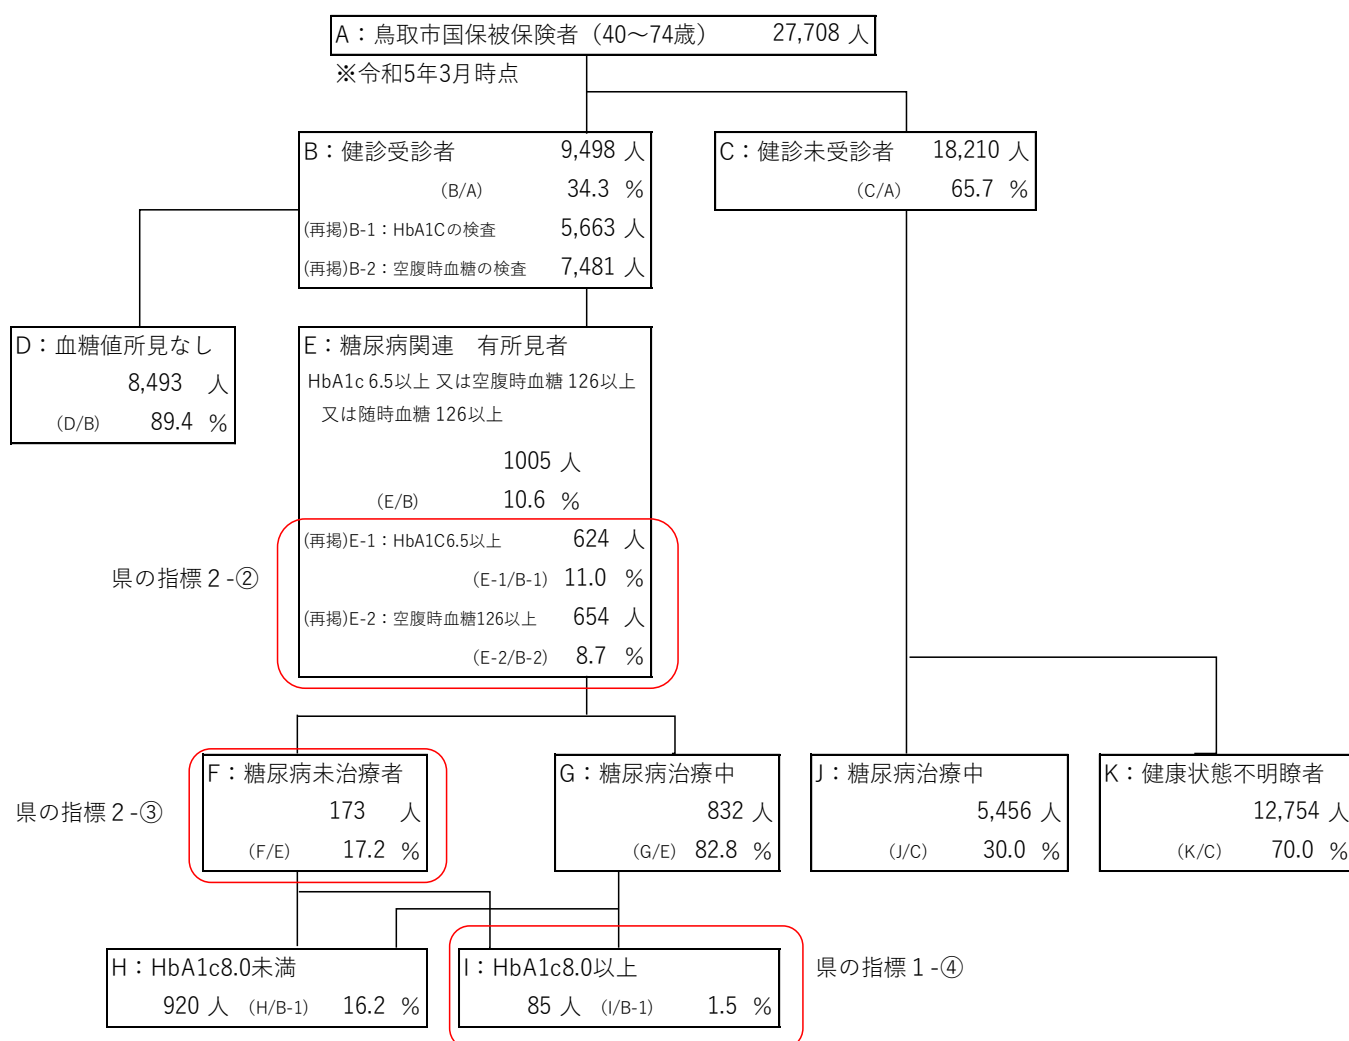 A：鳥取市国保被保険者（40～74歳） 27,708 人
※令和5年3月時点
B：健診受診者 9,498 人
(B/A) 34.3 %
(再掲)B-1：HbA1Cの検査 5,663 人
(再掲)B-2：空腹時血糖の検査 7,481 人
C：健診未受診者 18,210 人
(C/A) 65.7 %
D：血糖値所見なし
8,493 人
(D/B) 89.4 %
E：糖尿病関連 有所見者
HbA1c 6.5以上 又は空腹時血糖 126以上
又は随時血糖 126以上
1005 人
(E/B) 10.6 %
(再掲)E-1：HbA1C6.5以上 624 人
(E-1/B-1) 11.0 %
(再掲)E-2：空腹時血糖126以上 654 人
(E-2/B-2) 8.7 %
県の指標２-②
F：糖尿病未治療者
173 人
(F/E) 17.2 %
県の指標２-③
G：糖尿病治療中
832 人
(G/E) 82.8 %
J：糖尿病治療中
5,456 人
(J/C) 30.0 %
K：健康状態不明瞭者
12,754 人
(K/C) 70.0 %
H：HbA1c8.0未満
920 人 (H/B-1) 16.2 %
I：HbA1c8.0以上
85 人 (I/B-1) 1.5 %
県の指標１-④